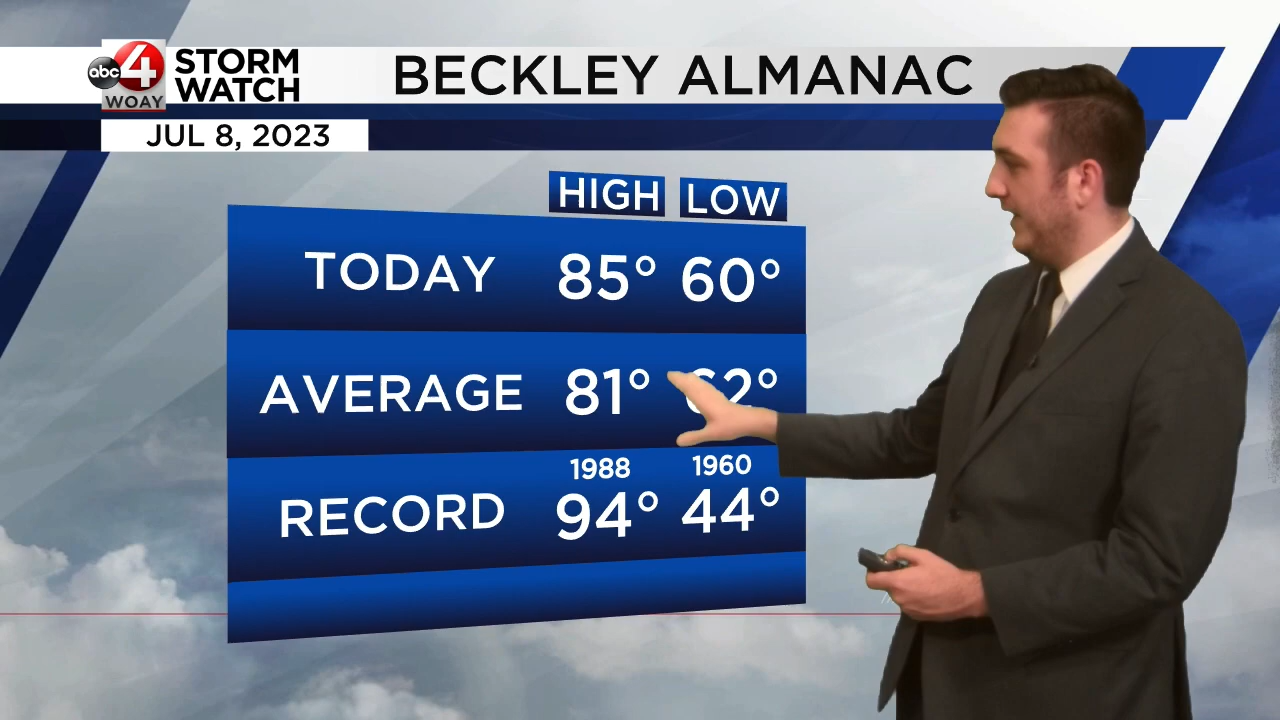 abc 4
WOAY
STORM
WATCH
BECKLEY ALMANAC
JUL 8, 2023
HIGH LOW
TODAY 85° 60°
AVERAGE 81° 62°
1988 1960
RECORD 94° 44°